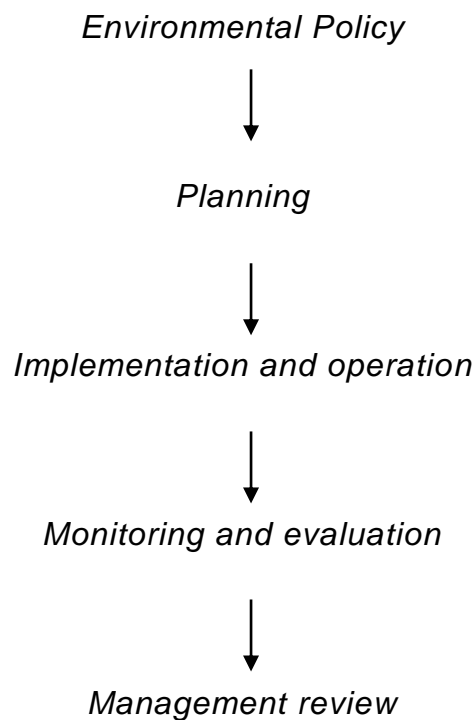 Environmental Policy
Planning
Implementation and operation
Monitoring and evaluation
Management review